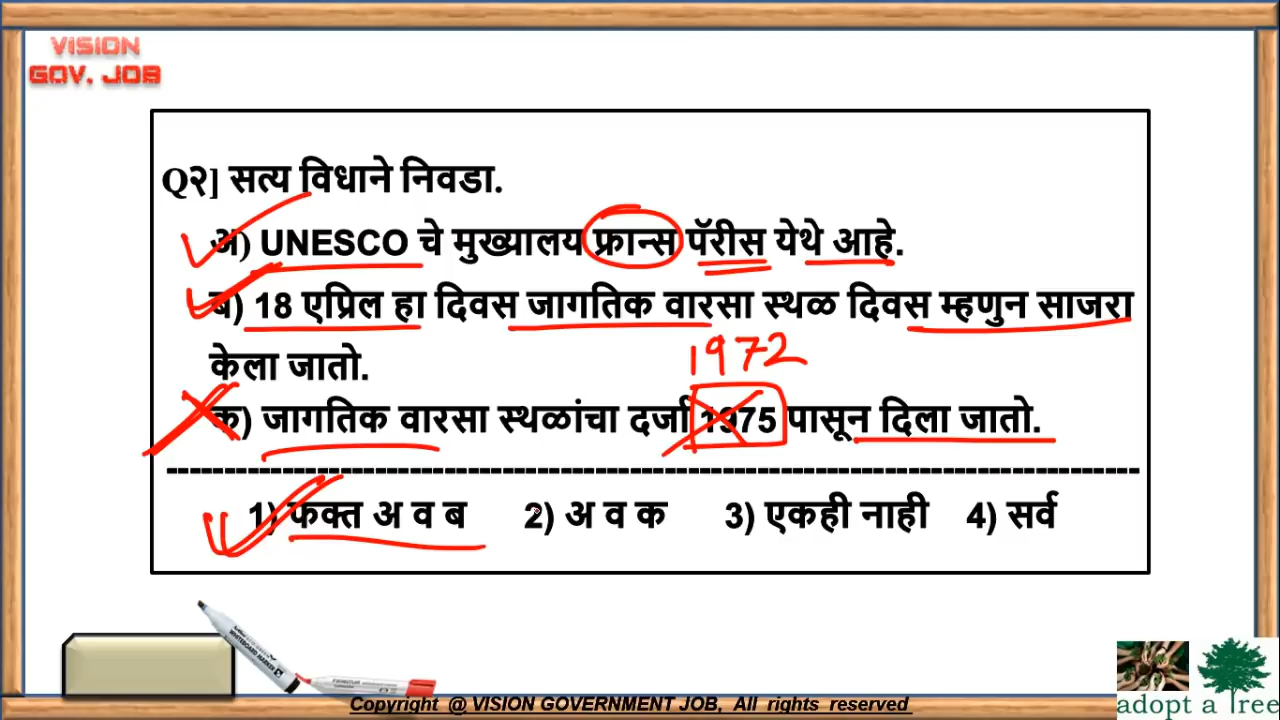 VISION
GOV. JOB
Q२] सत्य विधाने निवडा.
अ) UNESCO चे मुख्यालय फ्रान्स पॅरीस येथे आहे.
ब) 18 एप्रिल हा दिवस जागतिक वारसा स्थळ दिवस म्हणुन साजरा
1972
केला जातो.
क) जागतिक वारसा स्थळांचा दर्जा 1975 पासून दिला जातो.
1) फक्त अ व ब 2) अ व क 3) एकही नाही 4) सर्व
WHITEBOARD MARKER
Copyright @ VISION GOVERNMENT JOB, All rights reserved
adopt a Tree